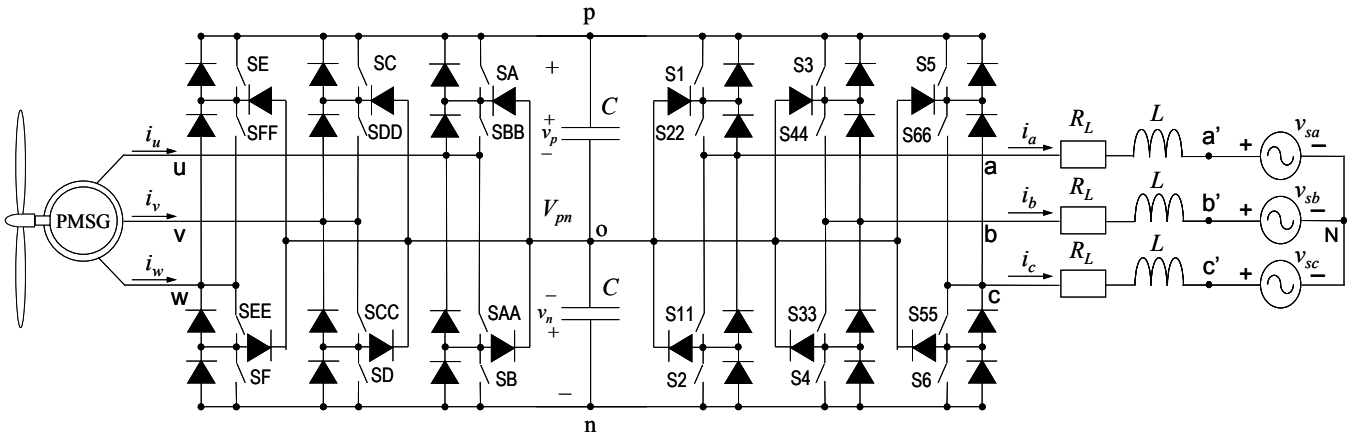 p
SE
SC
SA
+
S1
S3
S5
C
SFF
SDD
SBB
+
v_p
−
S22
S44
S66
i_u
u
i_a
a
R_L
L
a'
+
v_sa
−
PMSG
i_v
v
V_pn
o
i_b
b
R_L
L
b'
+
v_sb
−
N
i_w
w
i_c
c
R_L
L
c'
+
v_sc
−
SEE
SCC
SAA
−
v_n
+
C
S11
S33
S55
SF
SD
SB
−
S2
S4
S6
n